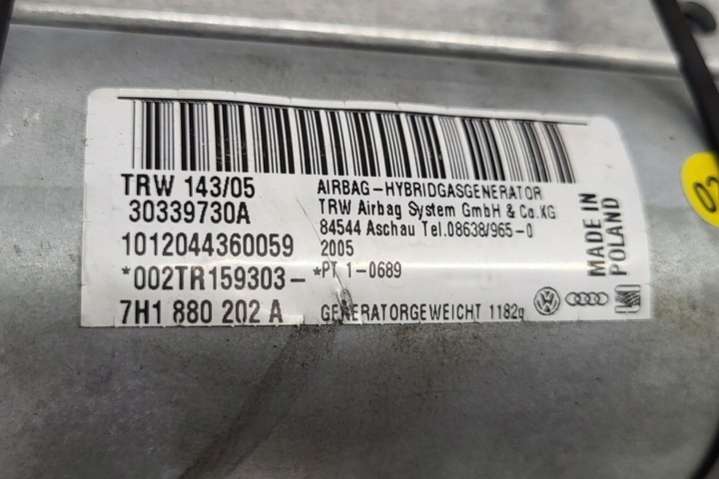 TRW 143/05
30339730A
1012044360059
*002TR159303-
7H1 880 202 A
AIRBAG-HYBRIDGASGENERATOR
TRW Airbag System GmbH & Co.KG
84544 Aschau Tel.08638/965-0
2005
*PT 1-0689
GENERATORGEWEICHT 1182g
MADE IN
POLAND